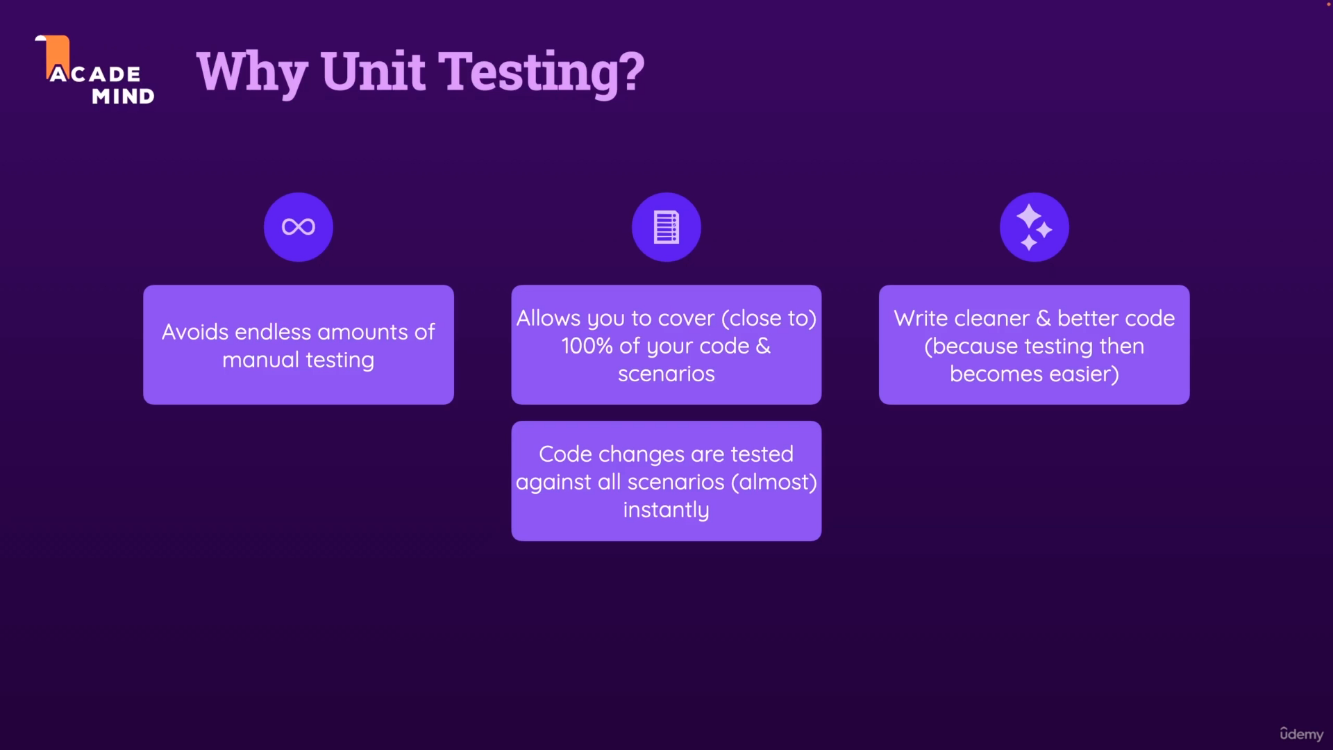 ACADE
MIND
Why Unit Testing?
Avoids endless amounts of
manual testing
Allows you to cover (close to)
100% of your code &
scenarios
Code changes are tested
against all scenarios (almost)
instantly
Write cleaner & better code
(because testing then
becomes easier)
udemy